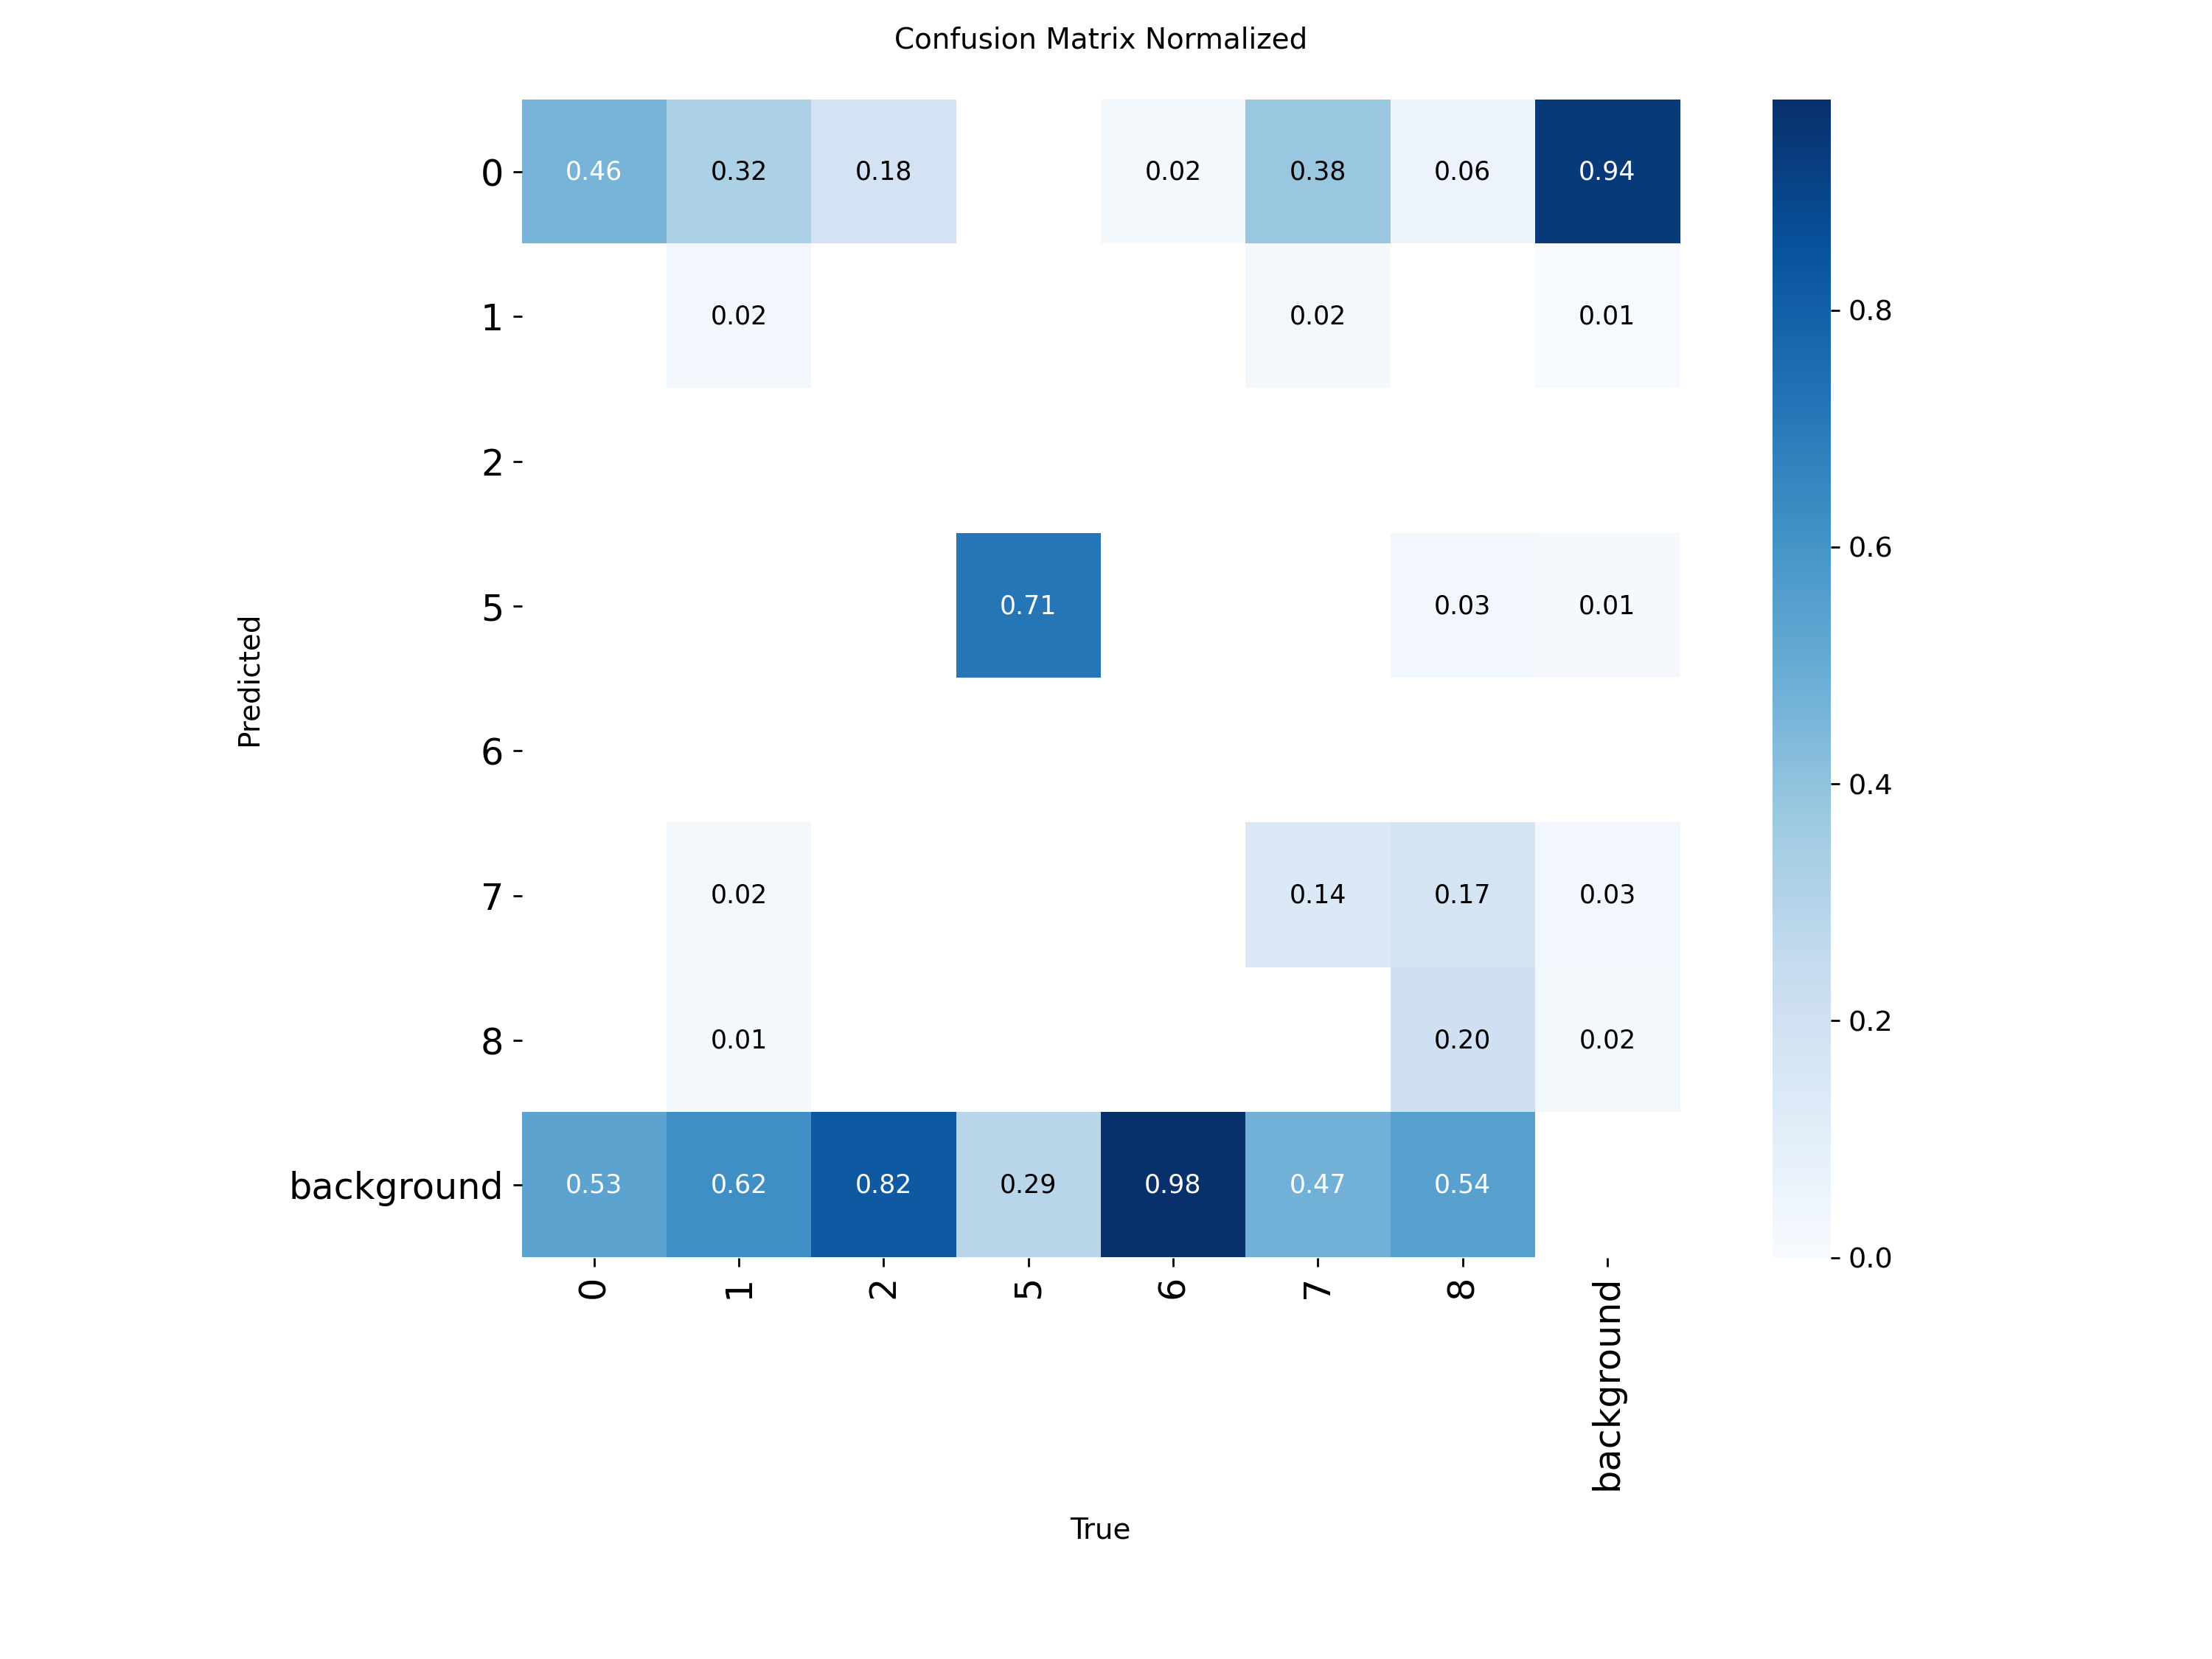 Confusion Matrix Normalized
0 0.46 0.32 0.18 0.02 0.38 0.06 0.94
1 0.02 0.02 0.01
2
5 0.71 0.03 0.01
6
7 0.02 0.14 0.17 0.03
8 0.01 0.20 0.02
background 0.53 0.62 0.82 0.29 0.98 0.47 0.54
0 1 2 5 6 7 8 background
True
Predicted
0.8
0.6
0.4
0.2
0.0